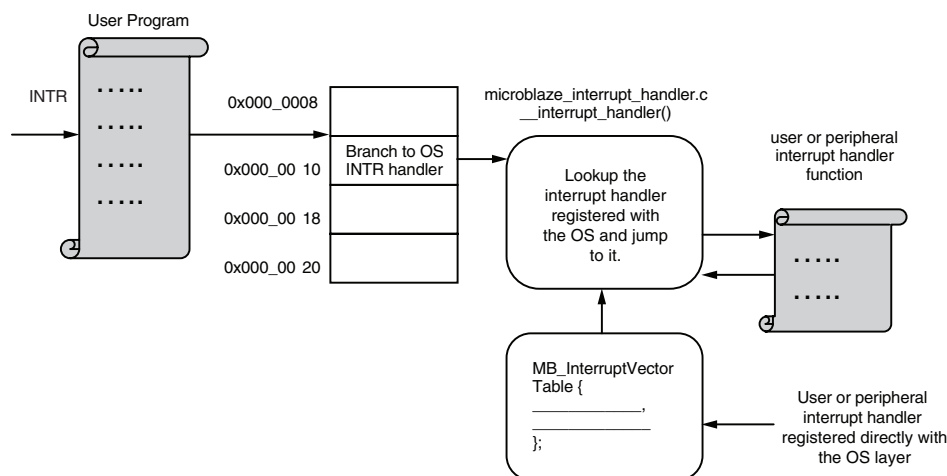 User Program
INTR
0x000_0008
0x000_00 10
0x000_00 18
0x000_00 20
Branch to OS
INTR handler
microblaze_interrupt_handler.c
__interrupt_handler()
Lookup the
interrupt handler
registered with
the OS and jump
to it.
user or peripheral
interrupt handler
function
MB_InterruptVector
Table {
____________,
_____________
};
User or peripheral
interrupt handler
registered directly with
the OS layer